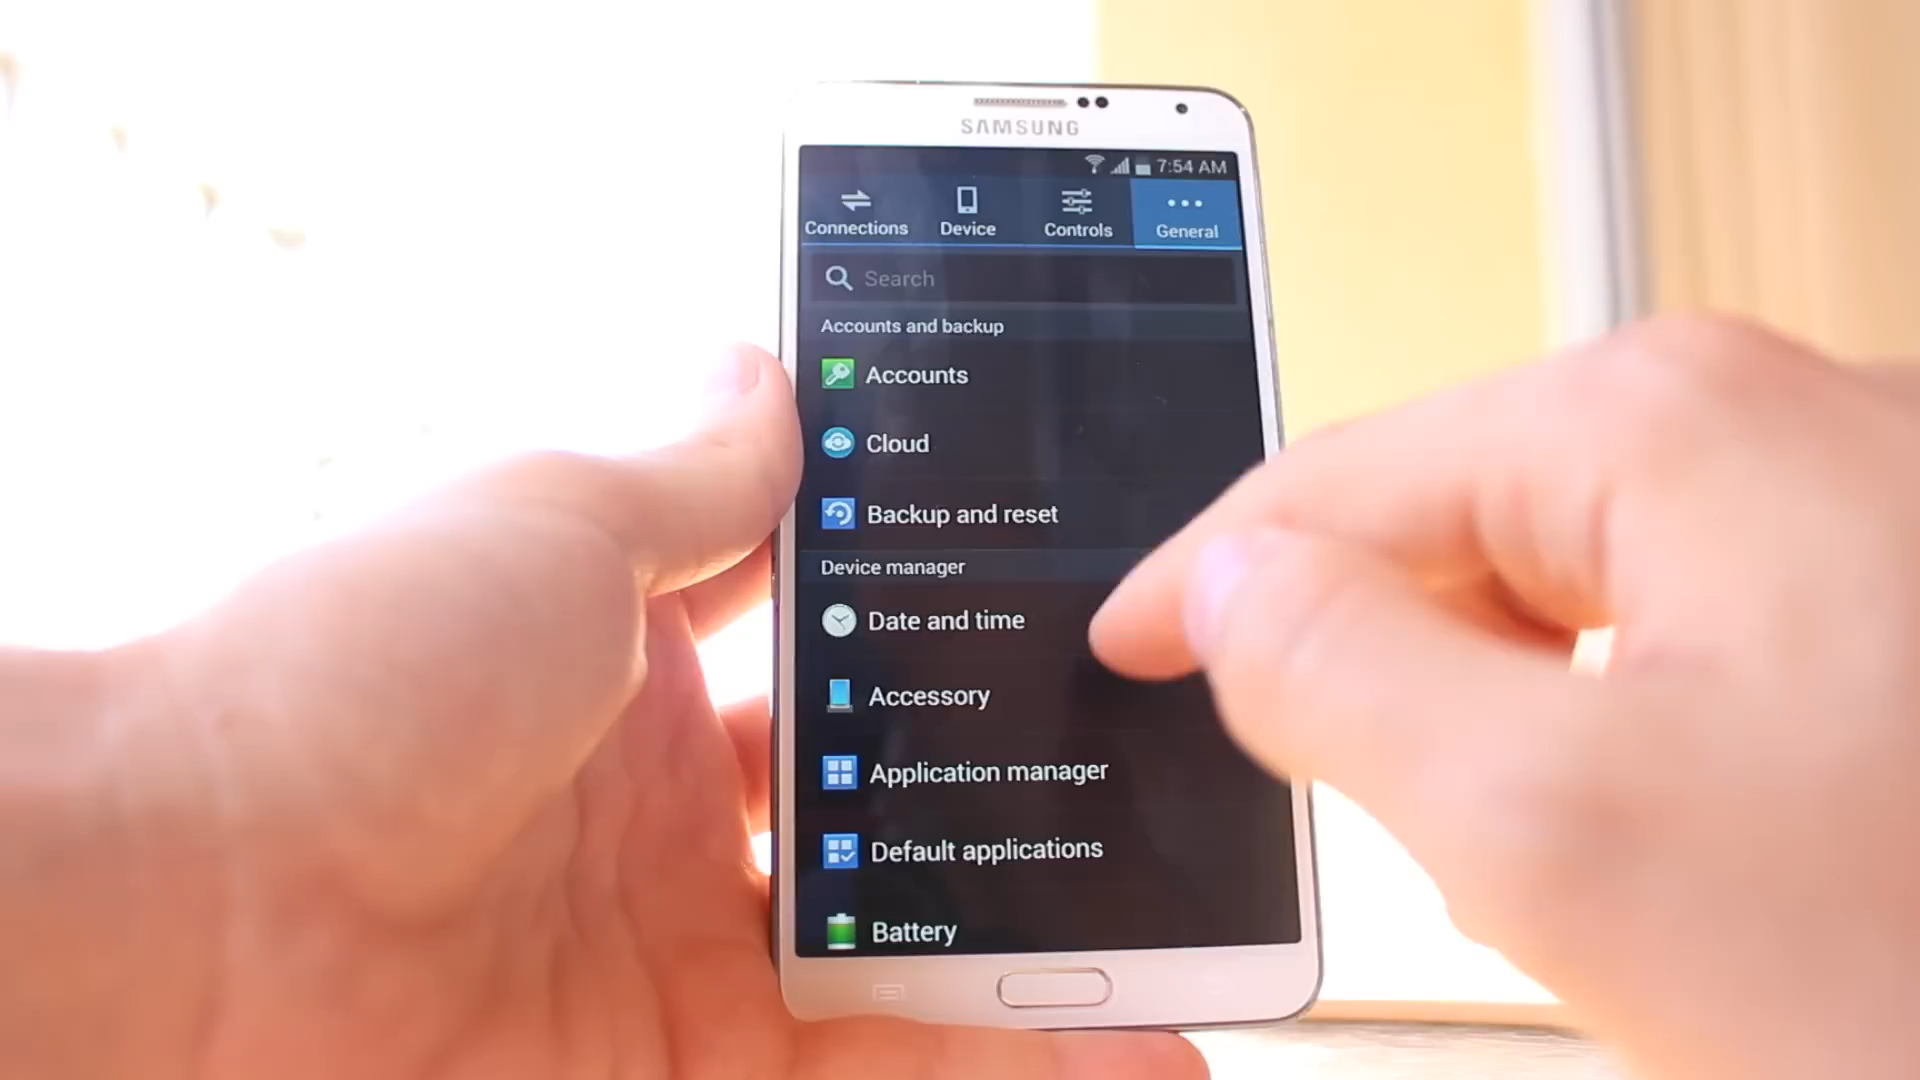 SAMSUNG
7:54 AM
Connections Device Controls General
Search
Accounts and backup
Accounts
Cloud
Backup and reset
Device manager
Date and time
Accessory
Application manager
Default applications
Battery